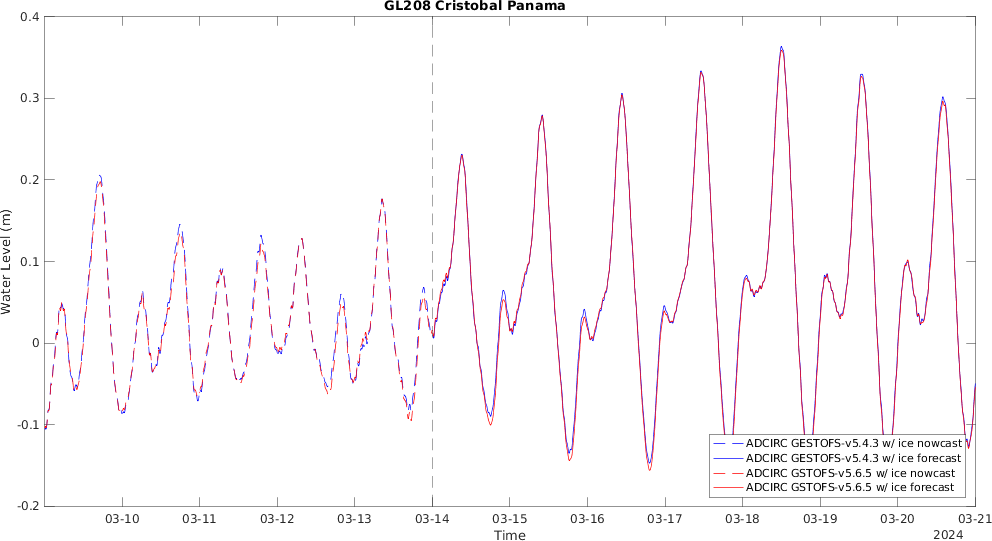 GL208 Cristobal Panama
Water Level (m)
0.4
0.3
0.2
0.1
0
-0.1
-0.2
03-10 03-11 03-12 03-13 03-14 03-15 03-16 03-17 03-18 03-19 03-20 03-21
Time
2024
ADCIRC GESTOFS-v5.4.3 w/ ice nowcast
ADCIRC GESTOFS-v5.4.3 w/ ice forecast
ADCIRC GSTOFS-v5.6.5 w/ ice nowcast
ADCIRC GSTOFS-v5.6.5 w/ ice forecast